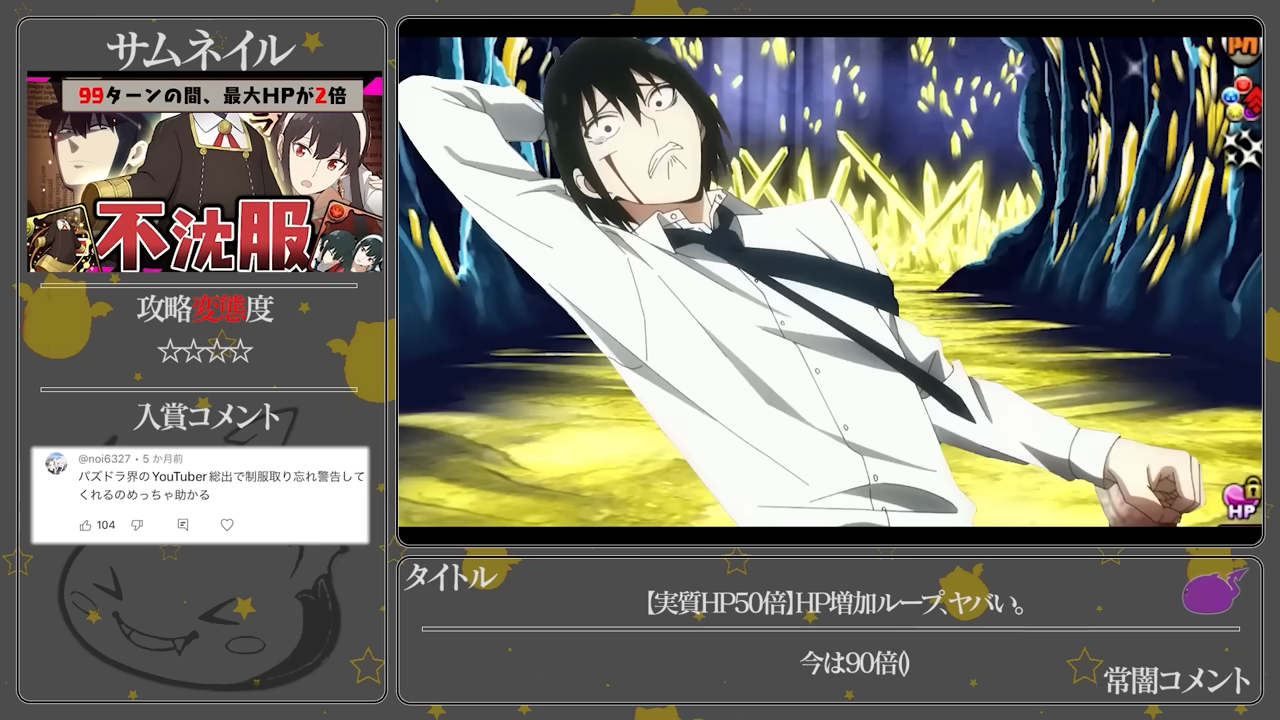 サムネイル
99ターンの間、最大HPが2倍
不沈服
攻略変態度
☆☆☆☆
入賞コメント
@noi6327・5 か月前
パズドラ界のYouTuber総出で制服取り忘れ警告して
くれるのめっちゃ助かる
104
HP
タイトル
【実質HP50倍】HP増加ループ、ヤバい。
今は90倍()
常闇コメント